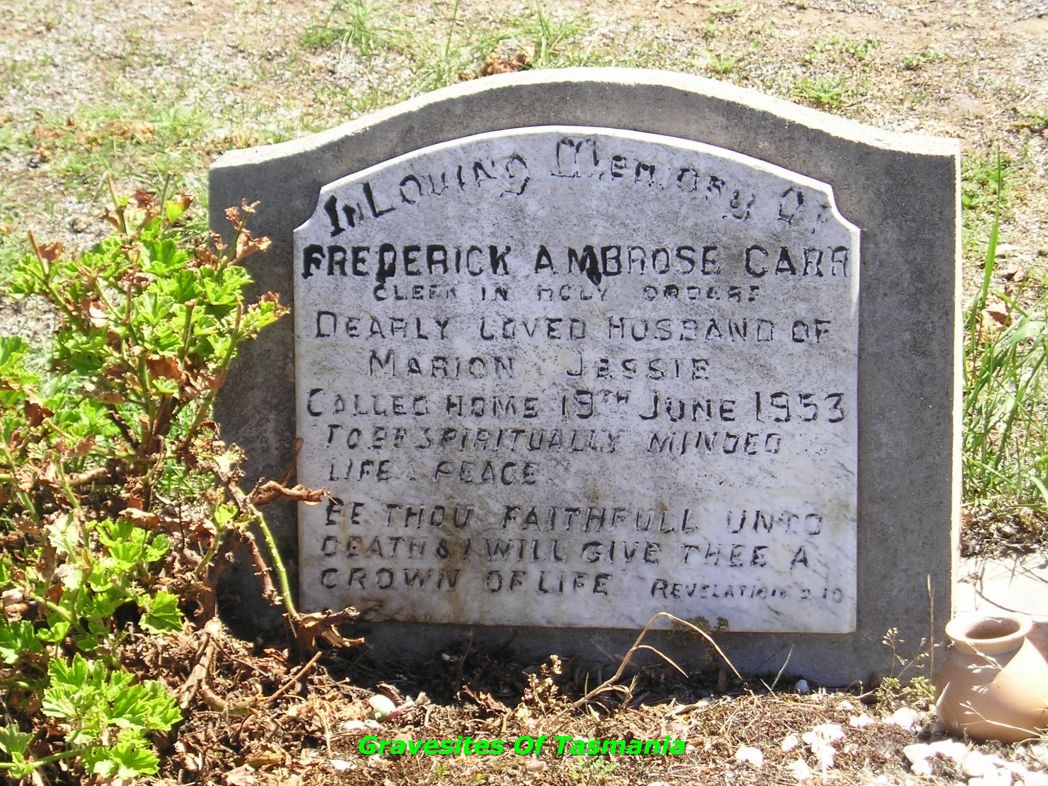 In Loving Memory Of
FREDERICK AMBROSE CARR
CLERK IN HOLY ORDERS
DEARLY LOVED HUSBAND OF
MARION JESSIE
CALLED HOME 19TH JUNE 1953
TO BE SPIRITUALLY MINDED
LIFE & PEACE
BE THOU FAITHFULL UNTO
DEATH & I WILL GIVE THEE A
CROWN OF LIFE REVELATION 2.10
Gravesites Of Tasmania